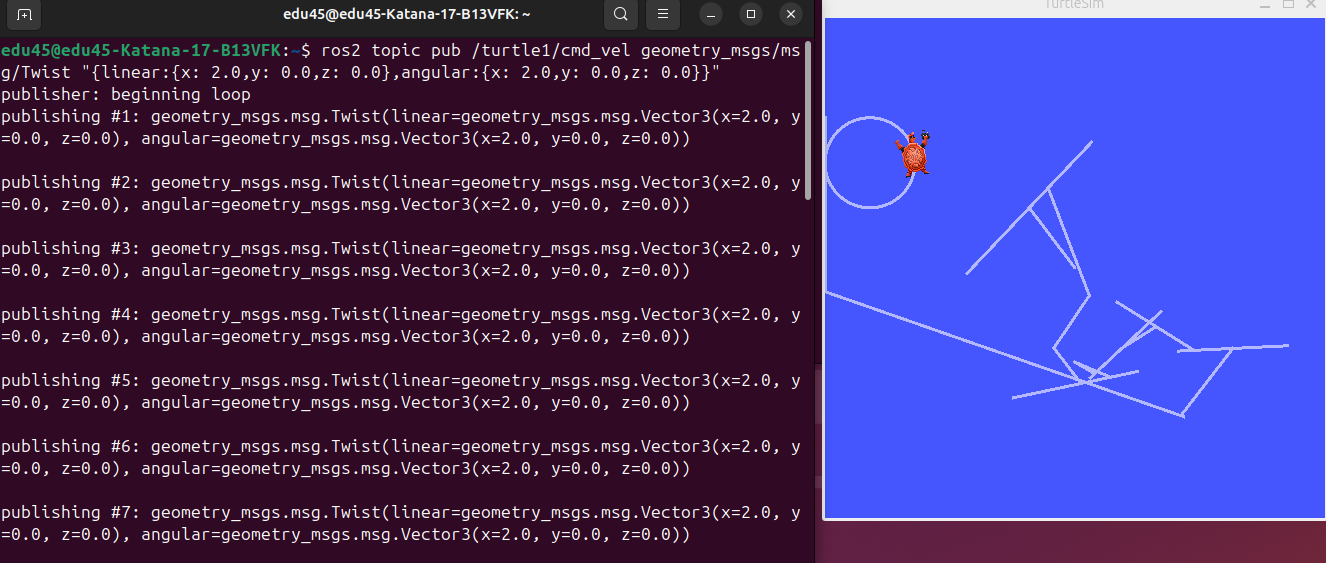 edu45@edu45-Katana-17-B13VFK: ~
TurtleSim
edu45@edu45-Katana-17-B13VFK:~$ ros2 topic pub /turtle1/cmd_vel geometry_msgs/ms
g/Twist "{linear:{x: 2.0,y: 0.0,z: 0.0},angular:{x: 2.0,y: 0.0,z: 0.0}}"
publisher: beginning loop
publishing #1: geometry_msgs.msg.Twist(linear=geometry_msgs.msg.Vector3(x=2.0, y
=0.0, z=0.0), angular=geometry_msgs.msg.Vector3(x=2.0, y=0.0, z=0.0))
publishing #2: geometry_msgs.msg.Twist(linear=geometry_msgs.msg.Vector3(x=2.0, y
=0.0, z=0.0), angular=geometry_msgs.msg.Vector3(x=2.0, y=0.0, z=0.0))
publishing #3: geometry_msgs.msg.Twist(linear=geometry_msgs.msg.Vector3(x=2.0, y
=0.0, z=0.0), angular=geometry_msgs.msg.Vector3(x=2.0, y=0.0, z=0.0))
publishing #4: geometry_msgs.msg.Twist(linear=geometry_msgs.msg.Vector3(x=2.0, y
=0.0, z=0.0), angular=geometry_msgs.msg.Vector3(x=2.0, y=0.0, z=0.0))
publishing #5: geometry_msgs.msg.Twist(linear=geometry_msgs.msg.Vector3(x=2.0, y
=0.0, z=0.0), angular=geometry_msgs.msg.Vector3(x=2.0, y=0.0, z=0.0))
publishing #6: geometry_msgs.msg.Twist(linear=geometry_msgs.msg.Vector3(x=2.0, y
=0.0, z=0.0), angular=geometry_msgs.msg.Vector3(x=2.0, y=0.0, z=0.0))
publishing #7: geometry_msgs.msg.Twist(linear=geometry_msgs.msg.Vector3(x=2.0, y
=0.0, z=0.0), angular=geometry_msgs.msg.Vector3(x=2.0, y=0.0, z=0.0))